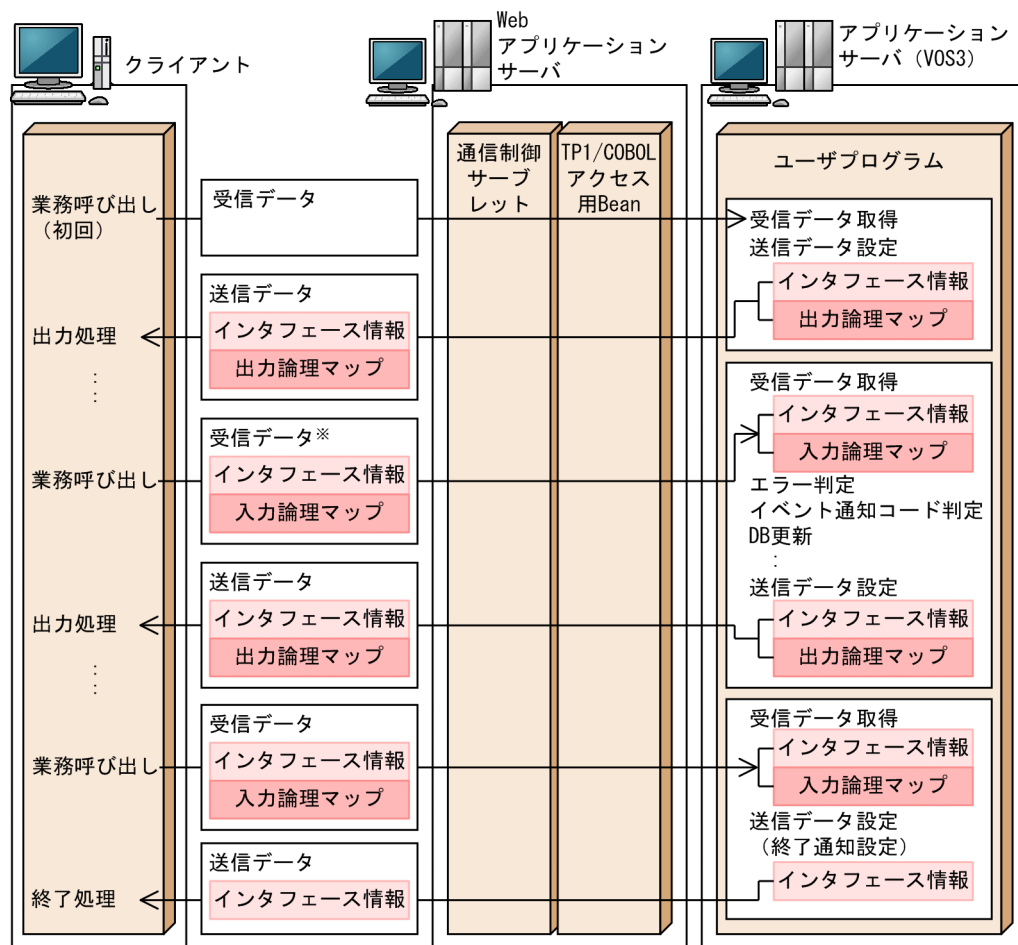 クライアント
Web
アプリケーション
サーバ
アプリケーション
サーバ（VOS3）
通信制御
サーブ
レット
TP1/COBOL
アクセス
用Bean
ユーザプログラム
業務呼び出し
（初回）
受信データ
受信データ取得
送信データ設定
インタフェース情報
出力論理マップ
送信データ
インタフェース情報
出力論理マップ
出力処理
：
受信データ取得
インタフェース情報
入力論理マップ
受信データ※
インタフェース情報
入力論理マップ
業務呼び出し
エラー判定
イベント通知コード判定
DB更新
：
送信データ設定
インタフェース情報
出力論理マップ
送信データ
インタフェース情報
出力論理マップ
出力処理
：
受信データ
インタフェース情報
入力論理マップ
業務呼び出し
受信データ取得
インタフェース情報
入力論理マップ
送信データ設定
（終了通知設定）
インタフェース情報
送信データ
インタフェース情報
終了処理